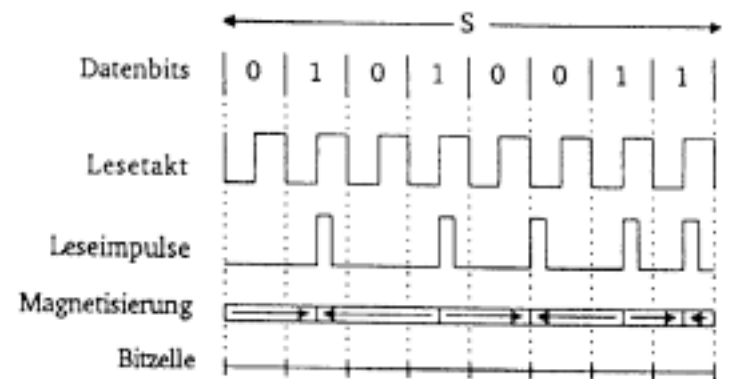 S
Datenbits 0 1 0 1 0 0 1 1
Lesetakt
Leseimpulse
Magnetisierung
Bitzelle